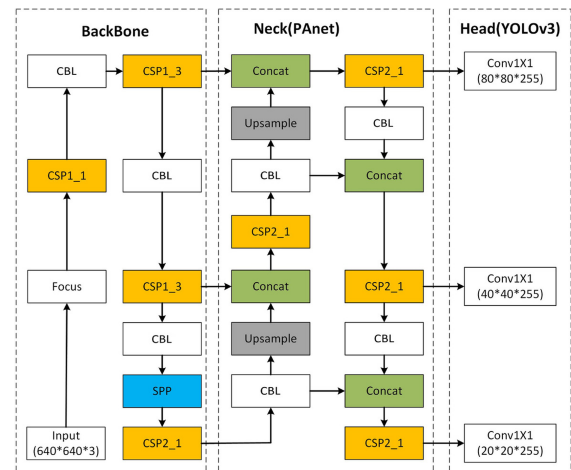 BackBone
Neck(PAnet)
Head(YOLOv3)
CBL
CSP1_3
Concat
CSP2_1
Conv1X1
(80*80*255)
Upsample
CBL
CSP1_1
CBL
CBL
Concat
CSP2_1
Focus
CSP1_3
Concat
CSP2_1
Conv1X1
(40*40*255)
CBL
Upsample
CBL
SPP
CBL
Concat
Input
(640*640*3)
CSP2_1
CSP2_1
Conv1X1
(20*20*255)